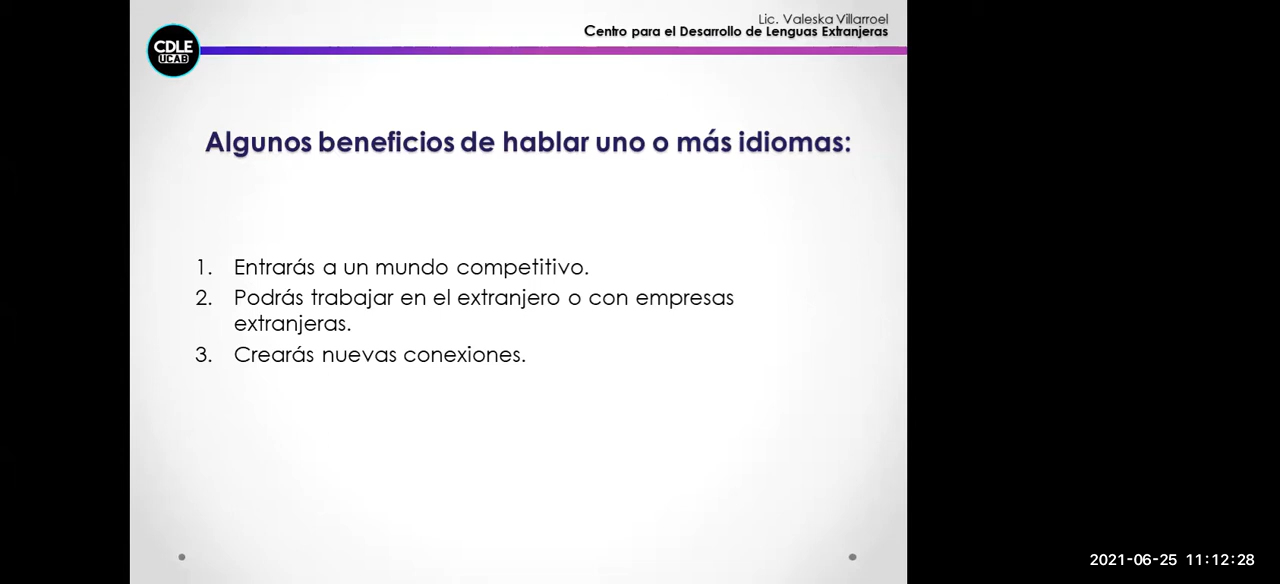 Lic. Valeska Villarroel
Centro para el Desarrollo de Lenguas Extranjeras
CDLE
UCAB
Algunos beneficios de hablar uno o más idiomas:
1. Entrarás a un mundo competitivo.
2. Podrás trabajar en el extranjero o con empresas
extranjeras.
3. Crearás nuevas conexiones.
2021-06-25 11:12:28